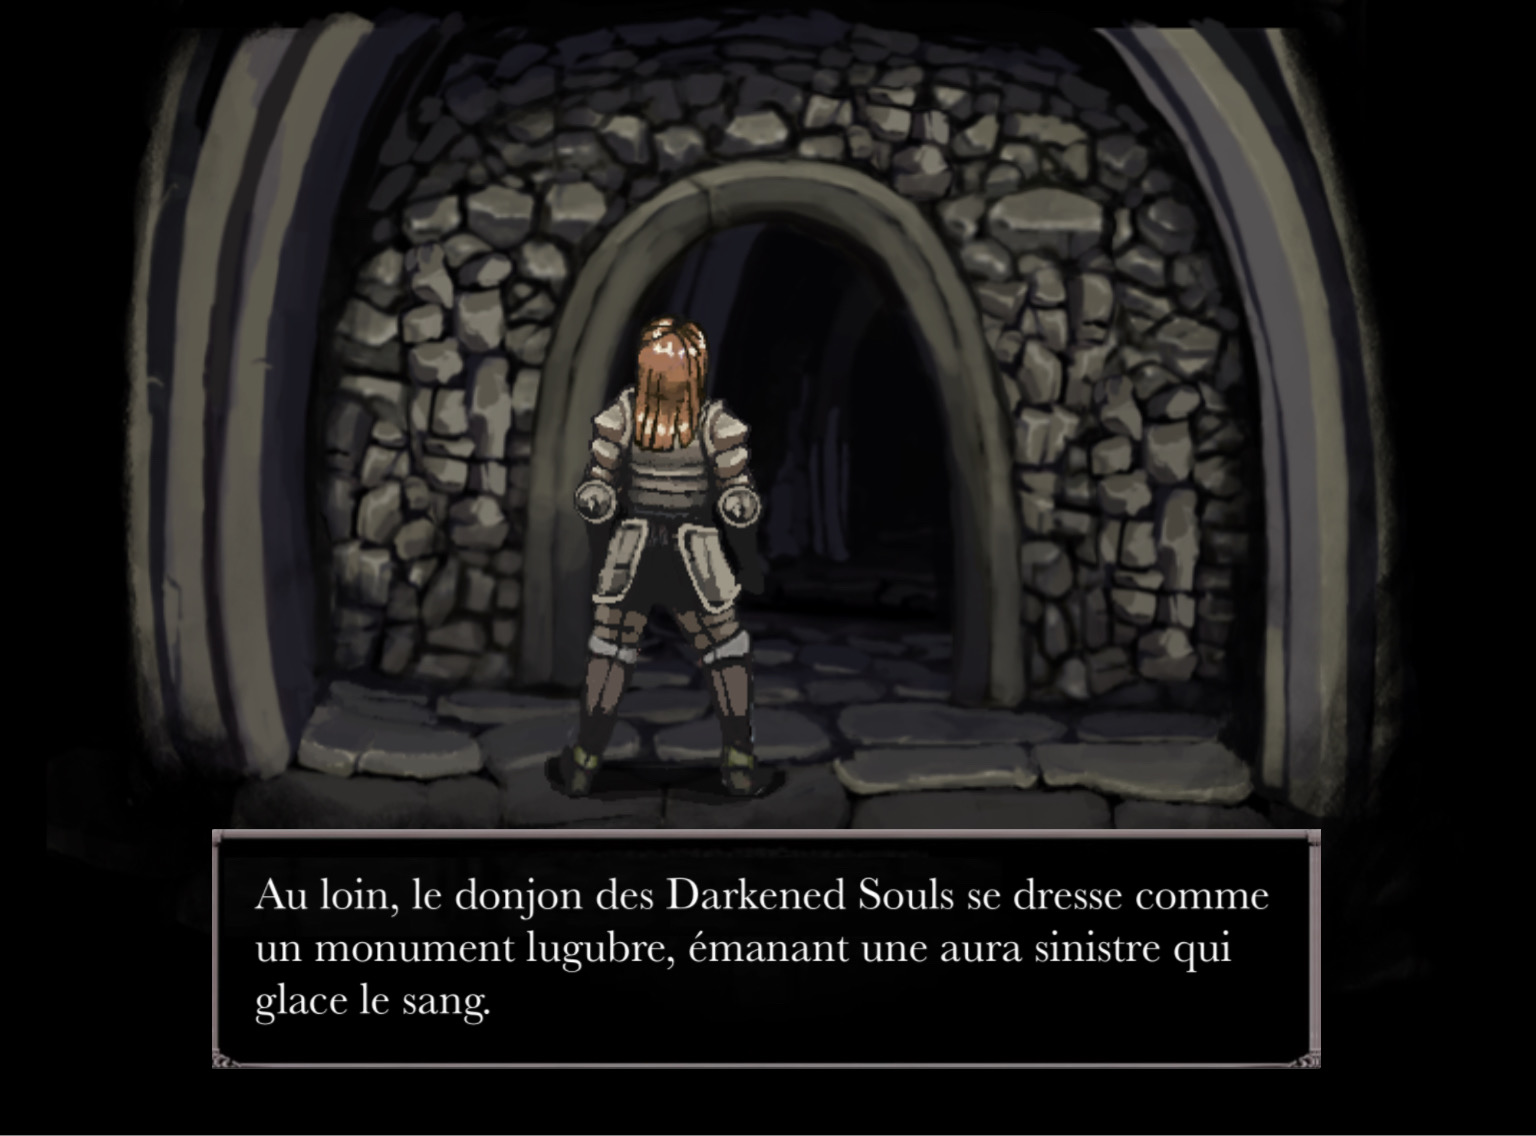 Au loin, le donjon des Darkened Souls se dresse comme
un monument lugubre, émanant une aura sinistre qui
glace le sang.